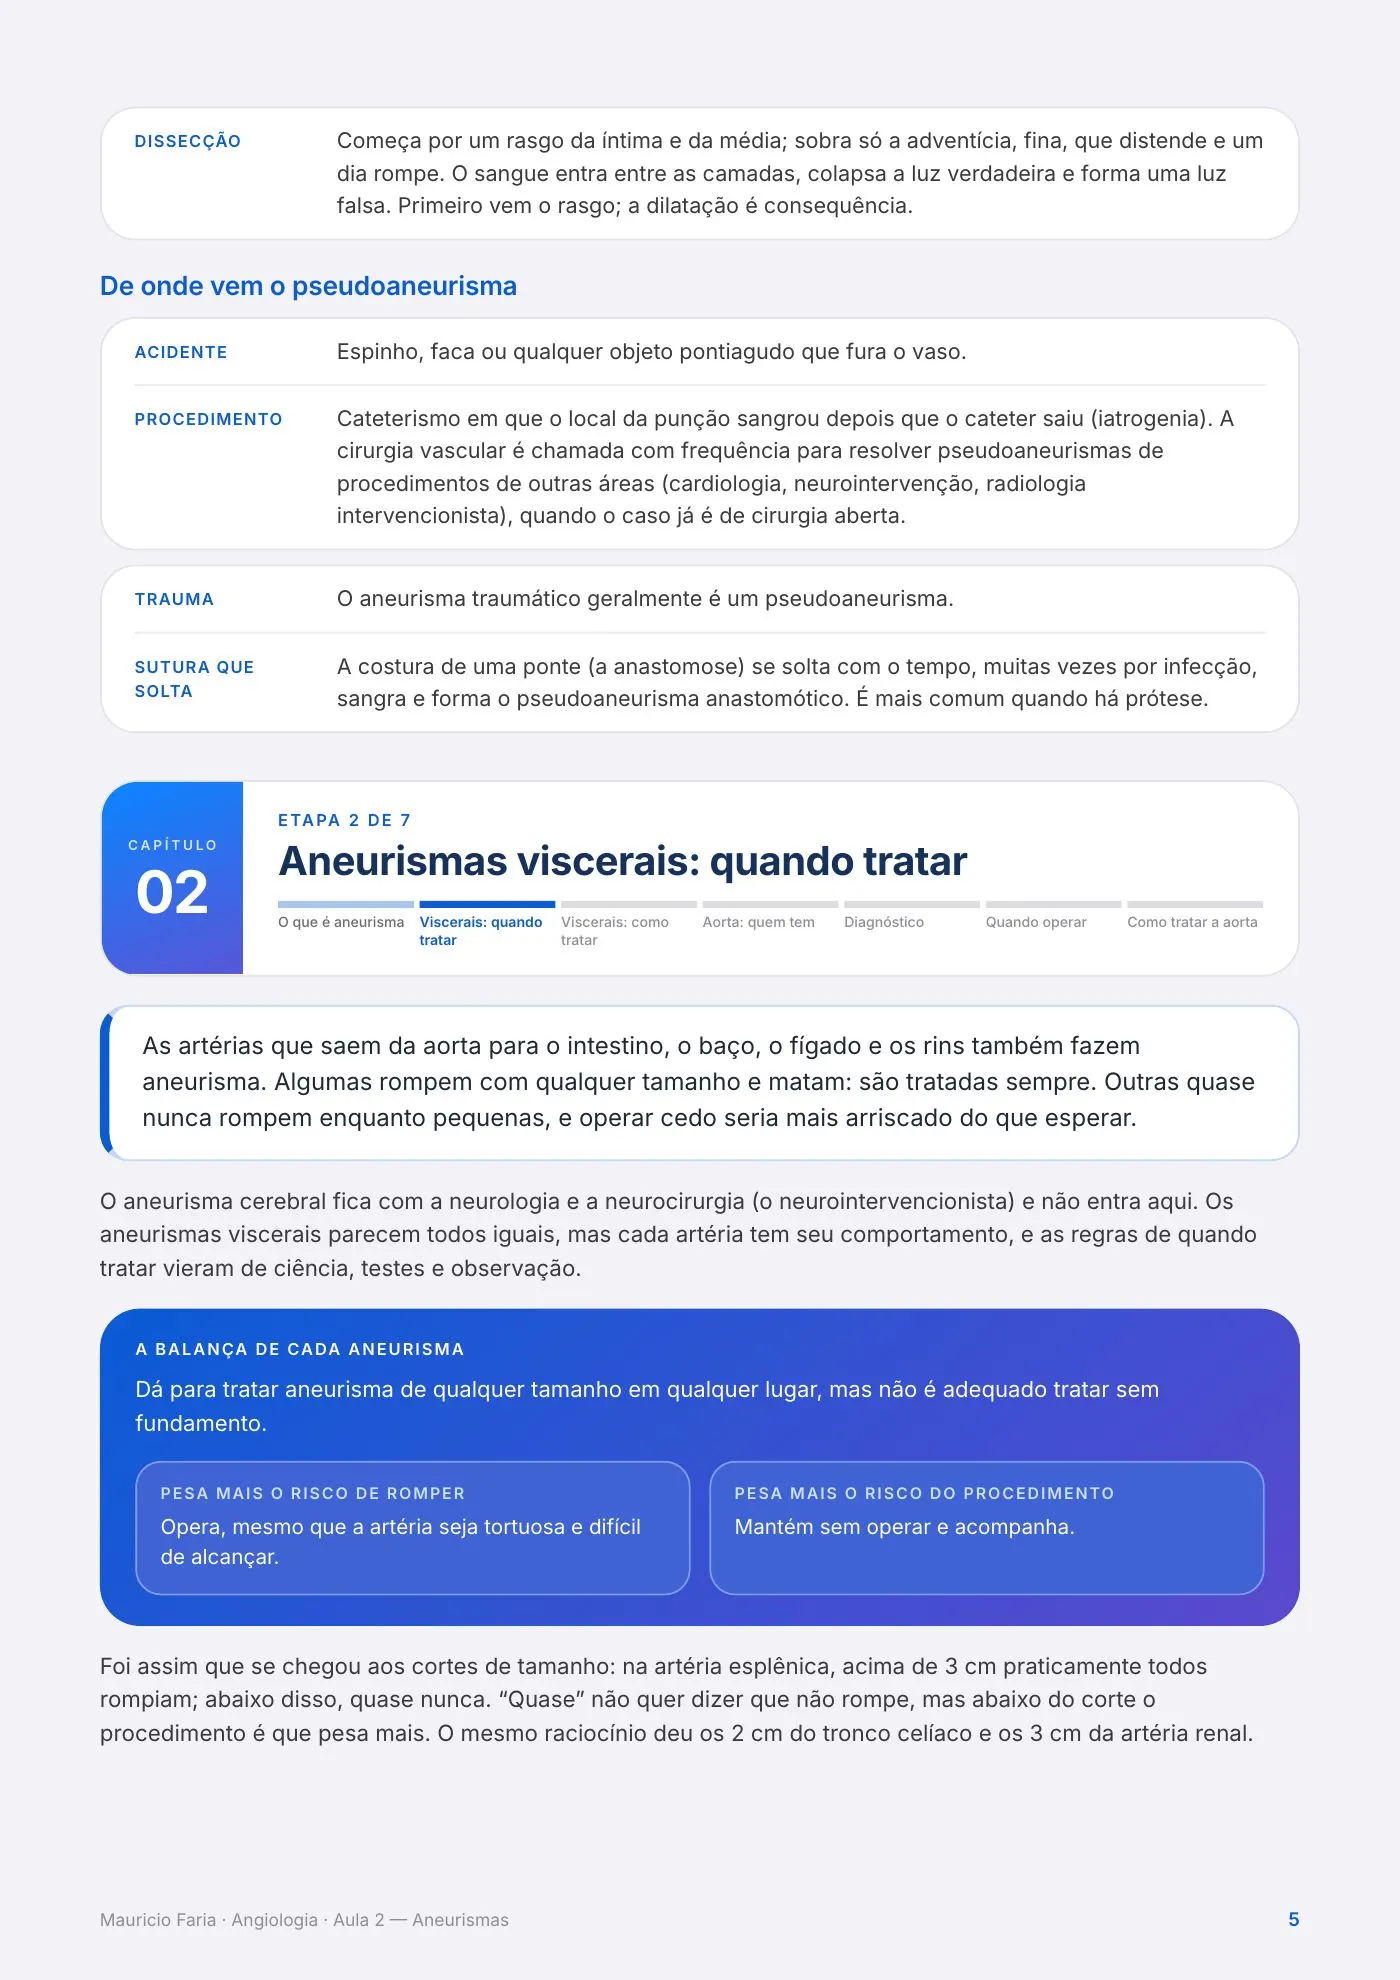 DISSECÇÃO
Começa por um rasgo da íntima e da média; sobra só a adventícia, fina, que distende e um
dia rompe. O sangue entra entre as camadas, colapsa a luz verdadeira e forma uma luz
falsa. Primeiro vem o rasgo; a dilatação é consequência.
De onde vem o pseudoaneurisma
ACIDENTE
Espinho, faca ou qualquer objeto pontiagudo que fura o vaso.
PROCEDIMENTO
Cateterismo em que o local da punção sangrou depois que o cateter saiu (iatrogenia). A
cirurgia vascular é chamada com frequência para resolver pseudoaneurismas de
procedimentos de outras áreas (cardiologia, neurointervenção, radiologia
intervencionista), quando o caso já é de cirurgia aberta.
TRAUMA
O aneurisma traumático geralmente é um pseudoaneurisma.
SUTURA QUE
SOLTA
A costura de uma ponte (a anastomose) se solta com o tempo, muitas vezes por infecção,
sangra e forma o pseudoaneurisma anastomótico. É mais comum quando há prótese.
CAPÍTULO
02
ETAPA 2 DE 7
Aneurismas viscerais: quando tratar
O que é aneurisma
Viscerais: quando
tratar
Viscerais: como
tratar
Aorta: quem tem
Diagnóstico
Quando operar
Como tratar a aorta
As artérias que saem da aorta para o intestino, o baço, o fígado e os rins também fazem
aneurisma. Algumas rompem com qualquer tamanho e matam: são tratadas sempre. Outras quase
nunca rompem enquanto pequenas, e operar cedo seria mais arriscado do que esperar.
O aneurisma cerebral fica com a neurologia e a neurocirurgia (o neurointervencionista) e não entra aqui. Os
aneurismas viscerais parecem todos iguais, mas cada artéria tem seu comportamento, e as regras de quando
tratar vieram de ciência, testes e observação.
A BALANÇA DE CADA ANEURISMA
Dá para tratar aneurisma de qualquer tamanho em qualquer lugar, mas não é adequado tratar sem
fundamento.
PESA MAIS O RISCO DE ROMPER
Opera, mesmo que a artéria seja tortuosa e difícil
de alcançar.
PESA MAIS O RISCO DO PROCEDIMENTO
Mantém sem operar e acompanha.
Foi assim que se chegou aos cortes de tamanho: na artéria esplênica, acima de 3 cm praticamente todos
rompiam; abaixo disso, quase nunca. “Quase” não quer dizer que não rompe, mas abaixo do corte o
procedimento é que pesa mais. O mesmo raciocínio deu os 2 cm do tronco celíaco e os 3 cm da artéria renal.
Mauricio Faria · Angiologia · Aula 2 — Aneurismas
5